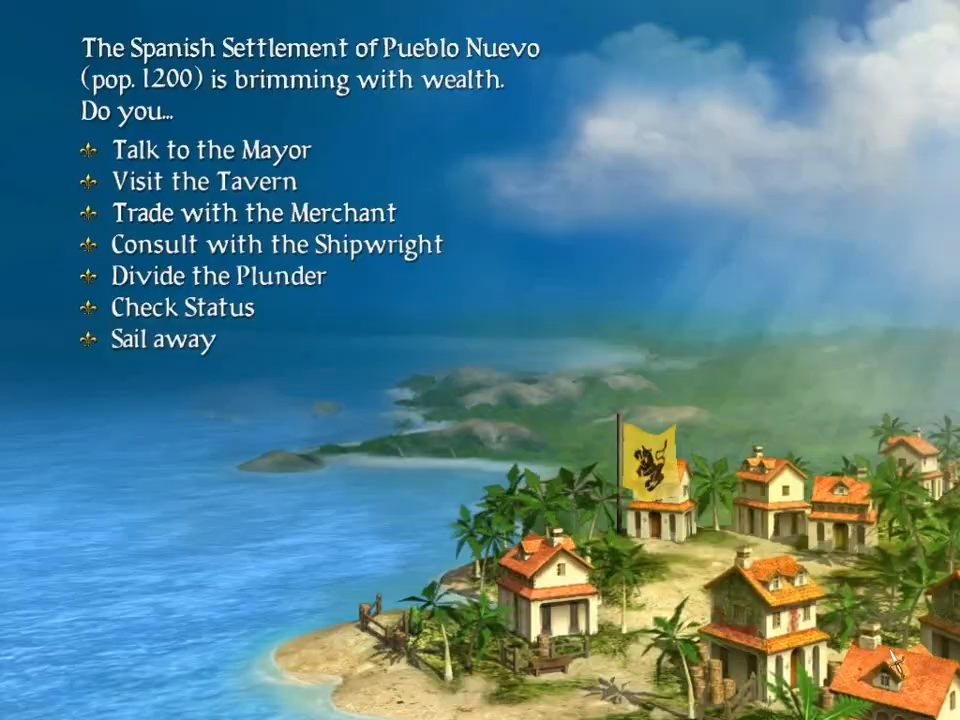 The Spanish Settlement of Pueblo Nuevo
(pop. 1200) is brimming with wealth.
Do you...
Talk to the Mayor
Visit the Tavern
Trade with the Merchant
Consult with the Shipwright
Divide the Plunder
Check Status
Sail away